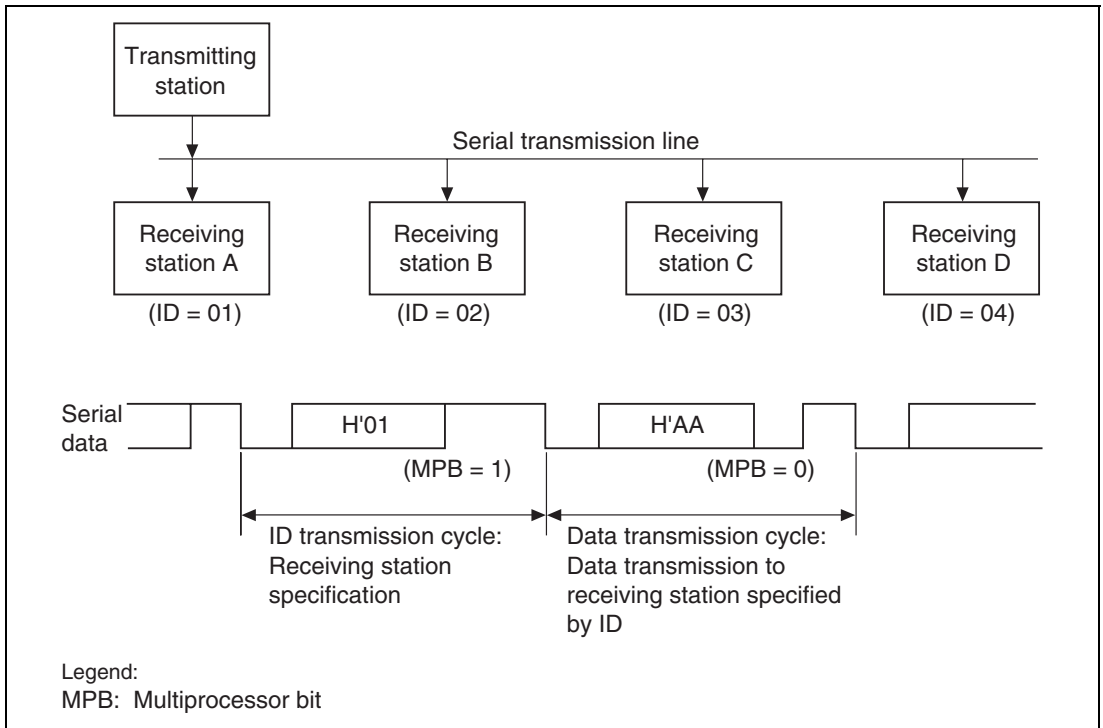 Transmitting
station
Serial transmission line
Receiving
station A
Receiving
station B
Receiving
station C
Receiving
station D
(ID = 01)
(ID = 02)
(ID = 03)
(ID = 04)
Serial
data
H'01
H'AA
(MPB = 1)
(MPB = 0)
ID transmission cycle:
Receiving station
specification
Data transmission cycle:
Data transmission to
receiving station specified
by ID
Legend:
MPB: Multiprocessor bit